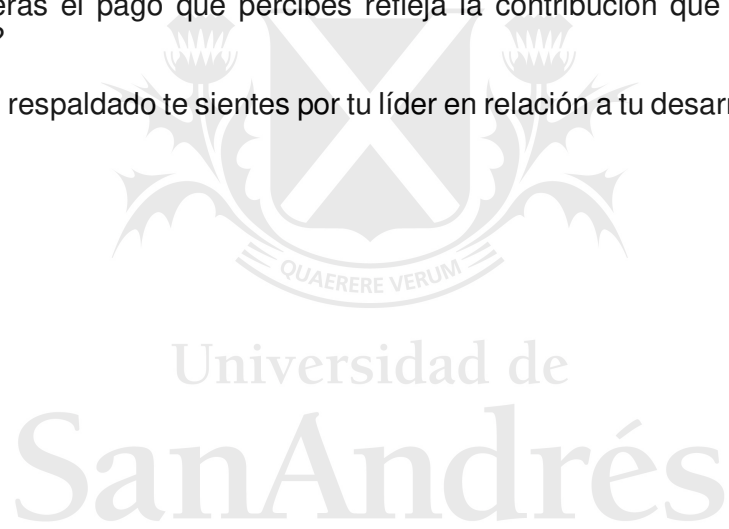 eras el pago que percibes refleja la contribución que
?
respaldado te sientes por tu líder en relación a tu desar
QUAERERE VERUM
Universidad de
SanAndrés